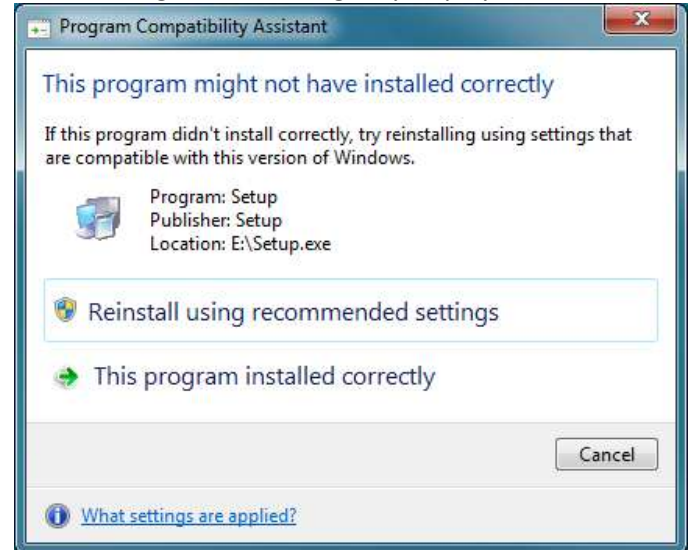 Program Compatibility Assistant
This program might not have installed correctly
If this program didn't install correctly, try reinstalling using settings that
are compatible with this version of Windows.
Program: Setup
Publisher: Setup
Location: E:\Setup.exe
Reinstall using recommended settings
This program installed correctly
Cancel
What settings are applied?